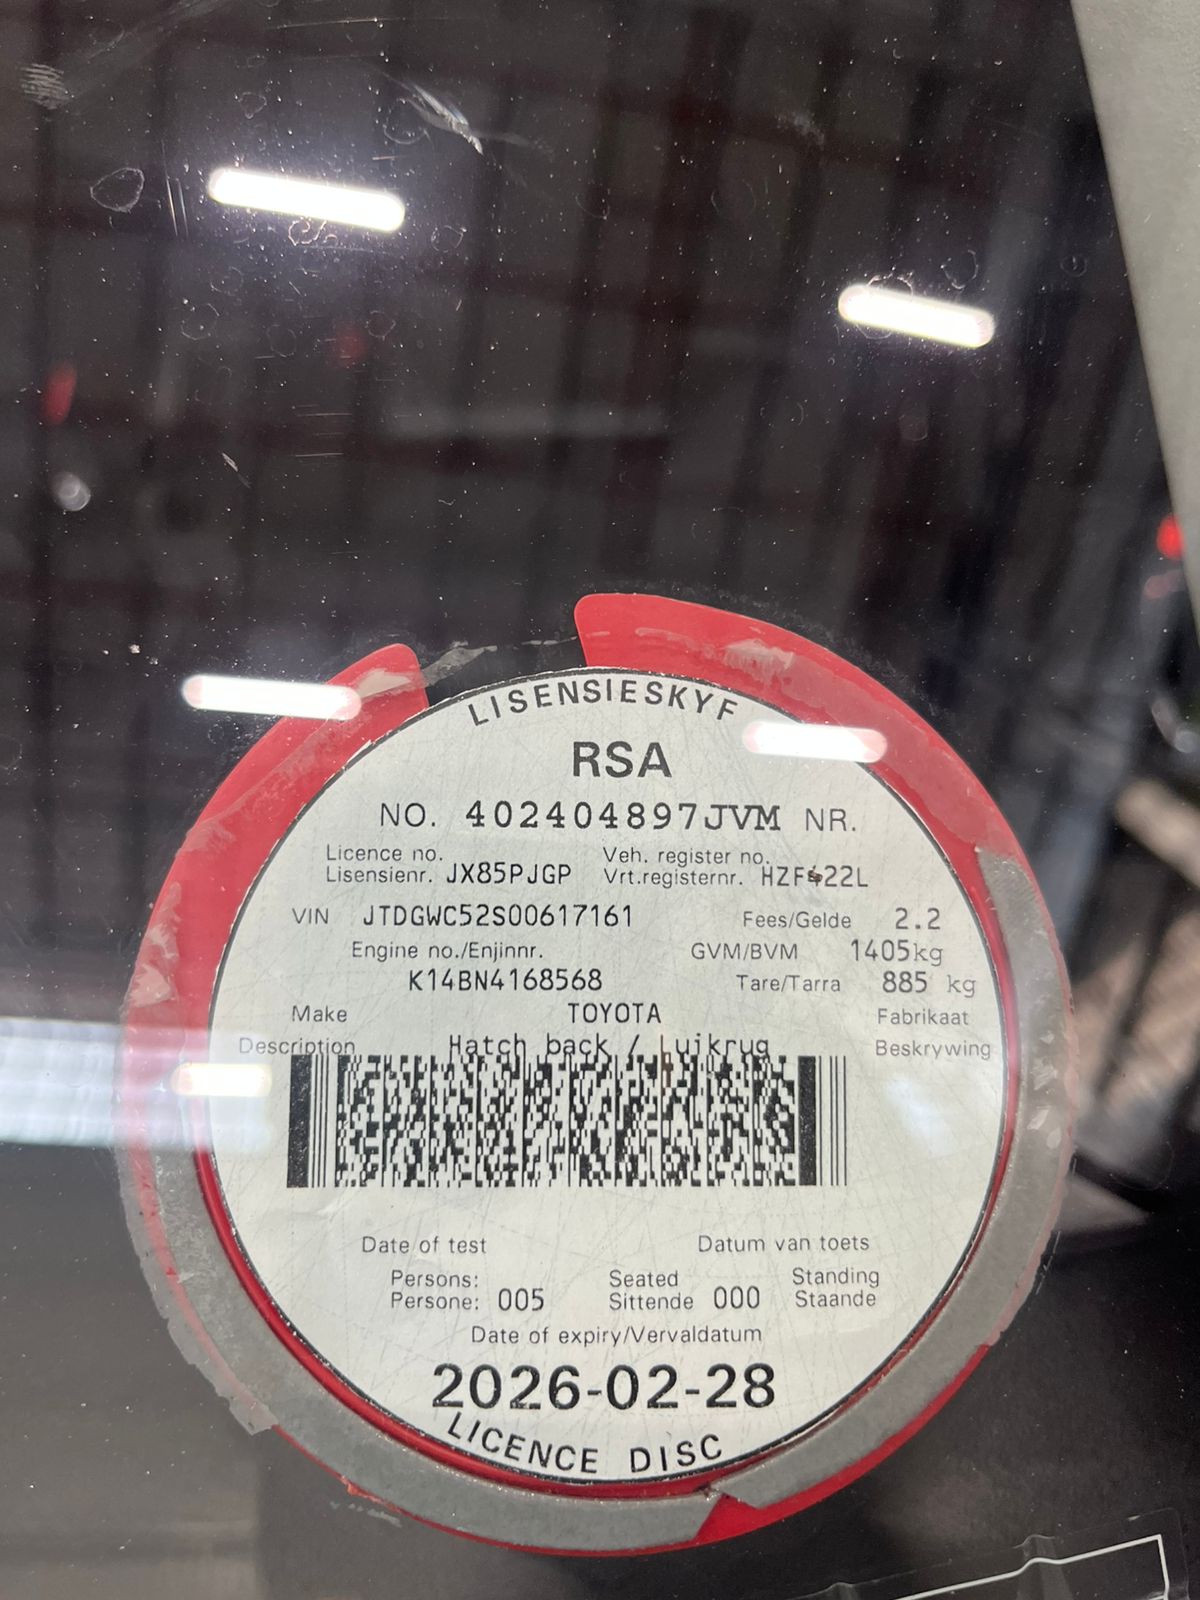 LISENSIESKYF
RSA
NO. 402404897JVM NR.
Licence no. Veh. register no.
Lisensienr. JX85PJGP Vrt.registernr.
VIN JTDGWC52S00617161 Fees/Gelde 2.2
Engine no./Enjinnr. GVM/BVM 1405kg
K14BN4168568 Tare/Tarra 885 kg
Make TOYOTA Fabrikaat
Description Hatch back / Luikrug Beskrywing
Date of test Datum van toets
Persons: Seated Standing
Persone: 005 Sittende 000 Staande
Date of expiry/Vervaldatum
2026-02-28
LICENCE DISC